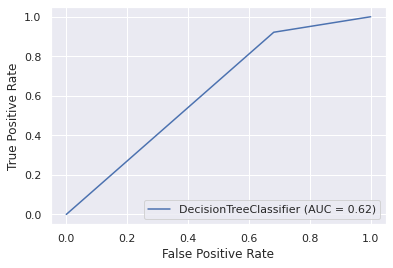 1.0
0.8
0.6
0.4
0.2
0.0
True Positive Rate
DecisionTreeClassifier (AUC = 0.62)
0.0 0.2 0.4 0.6 0.8 1.0
False Positive Rate